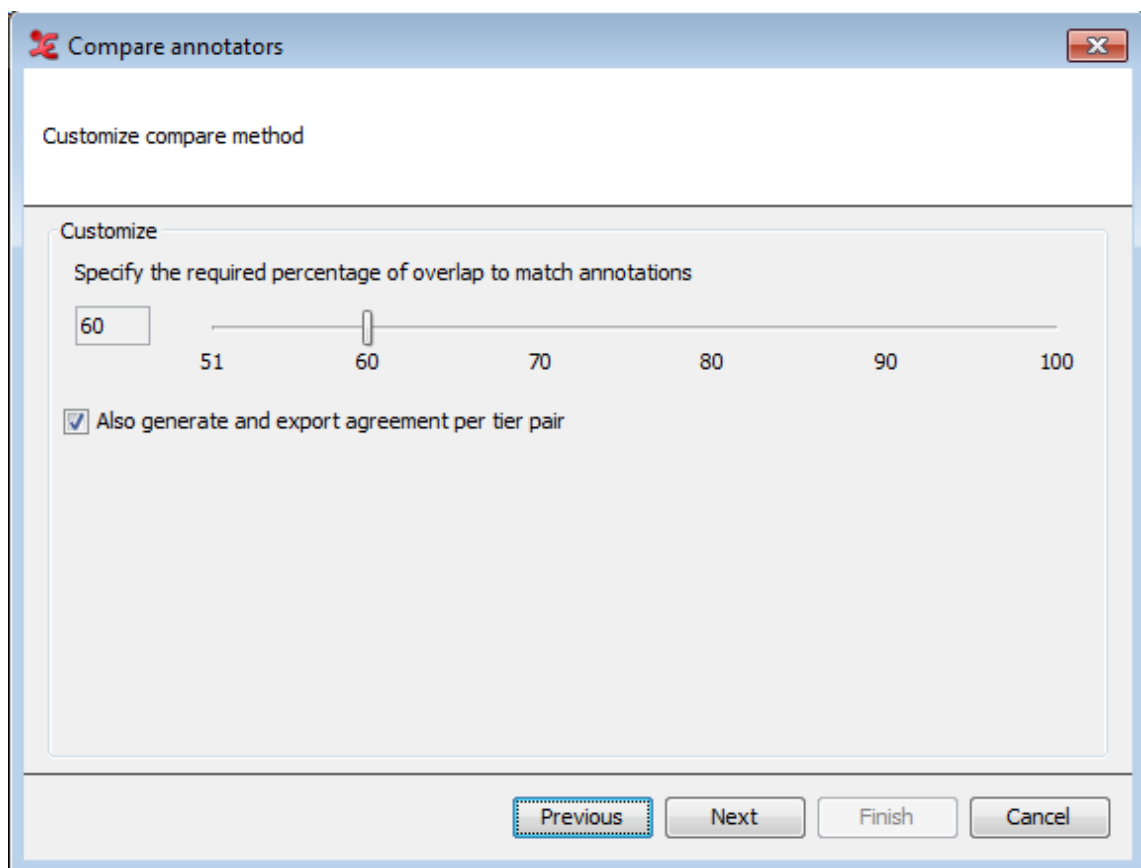 Compare annotators
Customize compare method
Customize
Specify the required percentage of overlap to match annotations
60
51 60 70 80 90 100
Also generate and export agreement per tier pair
Previous Next Finish Cancel